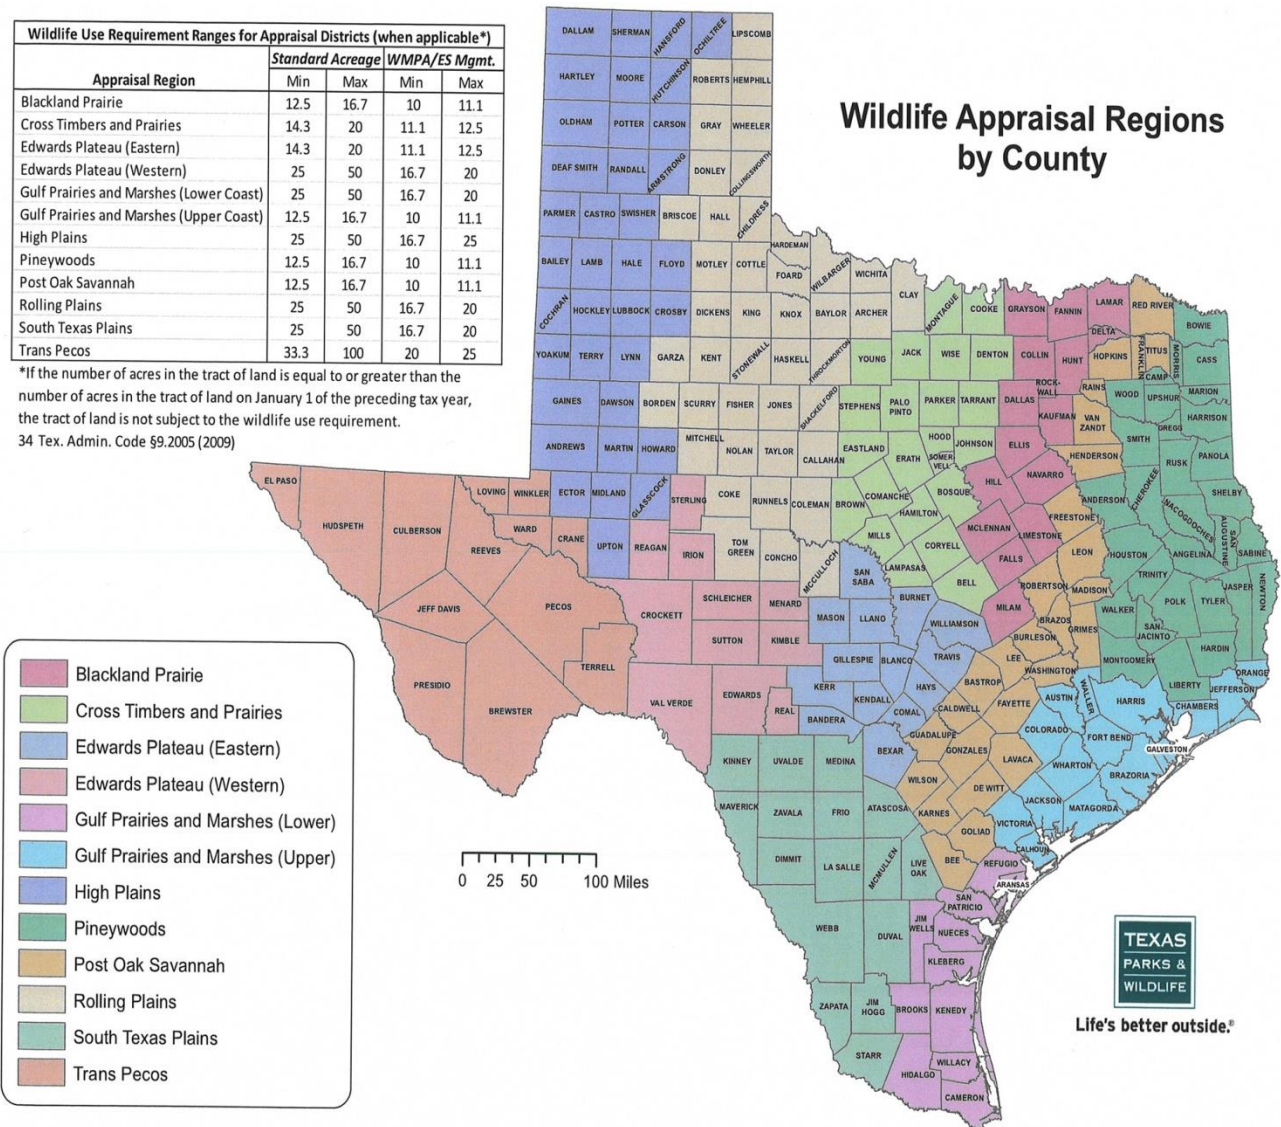 Wildlife Use Requirement Ranges for Appraisal Districts (when applicable*)
Standard Acreage WMPA/ES Mgmt.
Appraisal Region Min Max Min Max
Blackland Prairie 12.5 16.7 10 11.1
Cross Timbers and Prairies 14.3 20 11.1 12.5
Edwards Plateau (Eastern) 14.3 20 11.1 12.5
Edwards Plateau (Western) 25 50 16.7 20
Gulf Prairies and Marshes (Lower Coast) 25 50 16.7 20
Gulf Prairies and Marshes (Upper Coast) 12.5 16.7 10 11.1
High Plains 25 50 16.7 25
Pineywoods 12.5 16.7 10 11.1
Post Oak Savannah 12.5 16.7 10 11.1
Rolling Plains 25 50 16.7 20
South Texas Plains 25 50 16.7 20
Trans Pecos 33.3 100 20 25
*If the number of acres in the tract of land is equal to or greater than the
number of acres in the tract of land on January 1 of the preceding tax year,
the tract of land is not subject to the wildlife use requirement.
34 Tex. Admin. Code §9.2005 (2009)
Wildlife Appraisal Regions
by County
DALLAM SHERMAN HANSFORD OCHILTREE LIPSCOMB
HARTLEY MOORE HUTCHINSON ROBERTS HEMPHILL
OLDHAM POTTER CARSON GRAY WHEELER
DEAF SMITH RANDALL ARMSTRONG DONLEY COLLINGSWORTH
PARMER CASTRO SWISHER BRISCOE HALL CHILDRESS
HARDEMAN
BAILEY LAMB HALE FLOYD MOTLEY COTTLE FOARD WILBARGER WICHITA CLAY MONTAGUE COOKE GRAYSON FANNIN LAMAR RED RIVER BOWIE
COCHRAN HOCKLEY LUBBOCK CROSBY DICKENS KING KNOX BAYLOR ARCHER
DELTA
YOAKUM TERRY LYNN GARZA KENT STONEWALL HASKELL THROCKMORTON YOUNG JACK WISE DENTON COLLIN HUNT HOPKINS FRANKLIN TITUS MORRIS CASS
CAMP
GAINES DAWSON BORDEN SCURRY FISHER JONES SHACKELFORD STEPHENS PALO
PINTO PARKER TARRANT DALLAS ROCK-
WALL KAUFMAN RAINS VAN
ZANDT WOOD UPSHUR MARION
HARRISON
GREGG
ANDREWS MARTIN HOWARD MITCHELL NOLAN TAYLOR CALLAHAN EASTLAND ERATH HOOD SOMER
VELL JOHNSON ELLIS HENDERSON SMITH RUSK PANOLA
EL PASO HUDSPETH CULBERSON REEVES LOVING WINKLER ECTOR MIDLAND GLASSCOCK STERLING COKE RUNNELS COLEMAN BROWN COMANCHE HAMILTON BOSQUE HILL NAVARRO FREESTONE ANDERSON CHEROKEE NACOGDOCHES SHELBY
WARD CRANE UPTON REAGAN IRION TOM
GREEN CONCHO MCCULLOCH SAN
SABA MILLS LAMPASAS CORYELL MCLENNAN LIMESTONE FALLS LEON HOUSTON ANGELINA SAN
AUGUSTINE SABINE
JEFF DAVIS PECOS CROCKETT SCHLEICHER MENARD MASON LLANO BURNET BELL MILAM ROBERTSON MADISON TRINITY WALKER POLK TYLER JASPER NEWTON
SUTTON KIMBLE WILLIAMSON BRAZOS BURLESON GRIMES SAN
JACINTO
PRESIDIO BREWSTER TERRELL VAL VERDE EDWARDS REAL GILLESPIE BLANCO TRAVIS LEE WASHINGTON MONTGOMERY HARDIN
KERR KENDALL HAYS BASTROP AUSTIN WALLER HARRIS LIBERTY ORANGE
JEFFERSON
CHAMBERS
BANDERA COMAL CALDWELL FAYETTE COLORADO FORT BEND GALVESTON
KINNEY UVALDE MEDINA BEXAR GUADALUPE GONZALES LAVACA WHARTON BRAZORIA
WILSON DE WITT
MAVERICK ZAVALA FRIO ATASCOSA KARNES GOLIAD VICTORIA JACKSON MATAGORDA
CALHOUN
DIMMIT LA SALLE MCMULLEN LIVE
OAK BEE REFUGIO
ARANSAS
SAN
PATRICIO
WEBB DUVAL JIM
WELLS NUECES
KLEBERG
ZAPATA JIM
HOGG BROOKS KENEDY
STARR HIDALGO WILLACY
CAMERON
0 25 50 100 Miles
Blackland Prairie
Cross Timbers and Prairies
Edwards Plateau (Eastern)
Edwards Plateau (Western)
Gulf Prairies and Marshes (Lower)
Gulf Prairies and Marshes (Upper)
High Plains
Pineywoods
Post Oak Savannah
Rolling Plains
South Texas Plains
Trans Pecos
TEXAS
PARKS &
WILDLIFE
Life's better outside.®